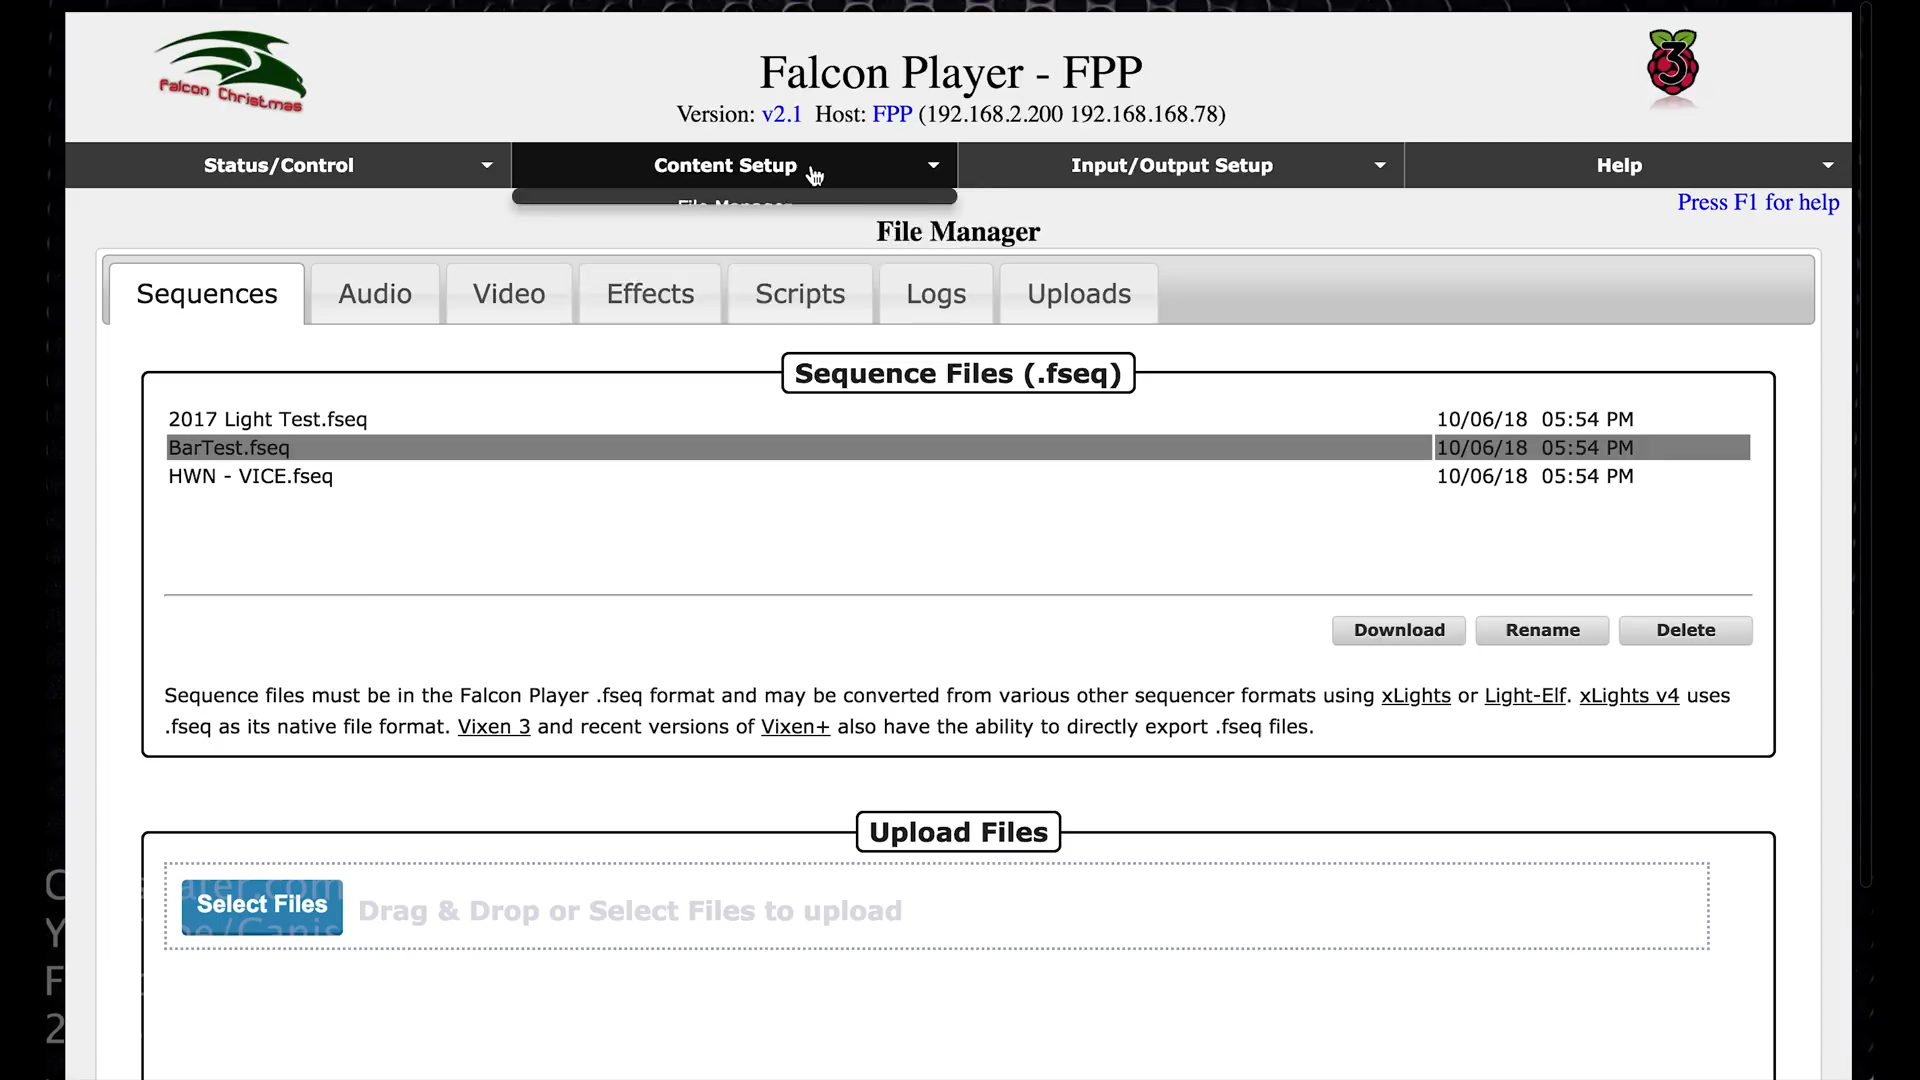 Falcon Christmas
Falcon Player - FPP
3
Version: v2.1 Host: FPP (192.168.2.200 192.168.168.78)
Status/Control
Content Setup
Input/Output Setup
Help
File Manager
Press F1 for help
File Manager
Sequences
Audio
Video
Effects
Scripts
Logs
Uploads
Sequence Files (.fseq)
2017 Light Test.fseq 10/06/18 05:54 PM
BarTest.fseq 10/06/18 05:54 PM
HWN - VICE.fseq 10/06/18 05:54 PM
Download
Rename
Delete
Sequence files must be in the Falcon Player .fseq format and may be converted from various other sequencer formats using xLights or Light-Elf. xLights v4 uses
.fseq as its native file format. Vixen 3 and recent versions of Vixen+ also have the ability to directly export .fseq files.
Upload Files
Select Files
Drag & Drop or Select Files to upload